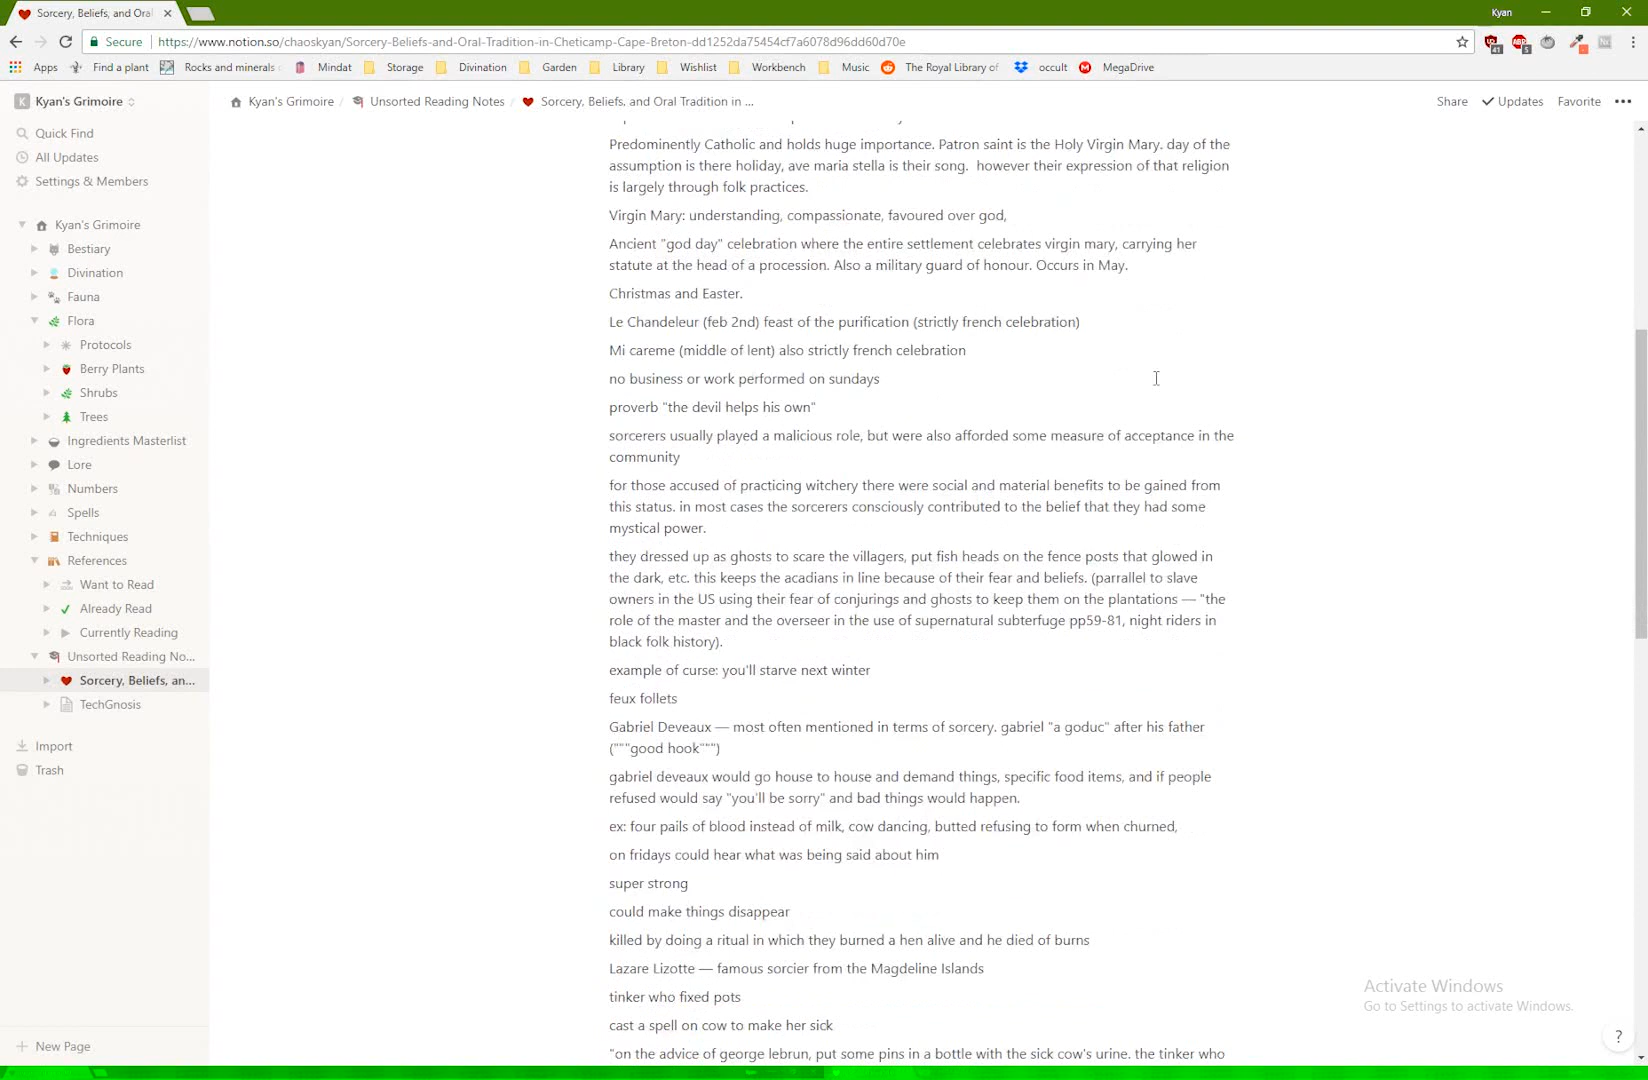 Sorcery, Beliefs, and Oral
Kyan
Secure
https://www.notion.so/chaoskyan/Sorcery-Beliefs-and-Oral-Tradition-in-Cheticamp-Cape-Breton-dd1252da75454cf7a6078d96dd60d70e
Apps Find a plant Rocks and minerals Mindat Storage Divination Garden Library Wishlist Workbench Music The Royal Library of occult MegaDrive
K Kyan's Grimoire
Kyan's Grimoire / Unsorted Reading Notes / Sorcery, Beliefs, and Oral Tradition in ...
Share Updates Favorite
Quick Find
All Updates
Settings & Members
Kyan's Grimoire
Bestiary
Divination
Fauna
Flora
Protocols
Berry Plants
Shrubs
Trees
Ingredients Masterlist
Lore
Numbers
Spells
Techniques
References
Want to Read
Already Read
Currently Reading
Unsorted Reading No...
Sorcery, Beliefs, an...
TechGnosis
Import
Trash
New Page
Predominently Catholic and holds huge importance. Patron saint is the Holy Virgin Mary. day of the
assumption is there holiday, ave maria stella is their song. however their expression of that religion
is largely through folk practices.
Virgin Mary: understanding, compassionate, favoured over god,
Ancient "god day" celebration where the entire settlement celebrates virgin mary, carrying her
statute at the head of a procession. Also a military guard of honour. Occurs in May.
Christmas and Easter.
Le Chandeleur (feb 2nd) feast of the purification (strictly french celebration)
Mi careme (middle of lent) also strictly french celebration
no business or work performed on sundays
proverb "the devil helps his own"
sorcerers usually played a malicious role, but were also afforded some measure of acceptance in the
community
for those accused of practicing witchery there were social and material benefits to be gained from
this status. in most cases the sorcerers consciously contributed to the belief that they had some
mystical power.
they dressed up as ghosts to scare the villagers, put fish heads on the fence posts that glowed in
the dark, etc. this keeps the acadians in line because of their fear and beliefs. (parrallel to slave
owners in the US using their fear of conjurings and ghosts to keep them on the plantations — "the
role of the master and the overseer in the use of supernatural subterfuge pp59-81, night riders in
black folk history).
example of curse: you'll starve next winter
feux follets
Gabriel Deveaux — most often mentioned in terms of sorcery. gabriel "a goduc" after his father
("""good hook""")
gabriel deveaux would go house to house and demand things, specific food items, and if people
refused would say "you'll be sorry" and bad things would happen.
ex: four pails of blood instead of milk, cow dancing, butted refusing to form when churned,
on fridays could hear what was being said about him
super strong
could make things disappear
killed by doing a ritual in which they burned a hen alive and he died of burns
Lazare Lizotte — famous sorcier from the Magdeline Islands
tinker who fixed pots
cast a spell on cow to make her sick
"on the advice of george lebrun, put some pins in a bottle with the sick cow's urine. the tinker who
Activate Windows
Go to Settings to activate Windows.
?